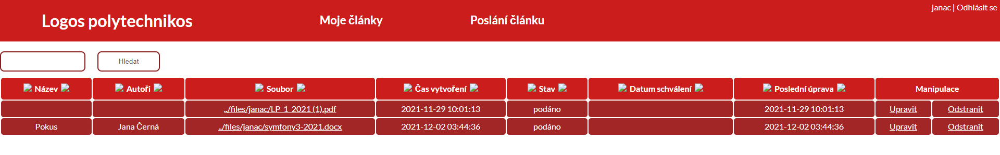 janac | Odhlásit se
Logos polytechnikos Moje články Poslání článku
Hledat
Název Autoři Soubor Čas vytvoření Stav Datum schválení Poslední úprava Manipulace
../files/janac/LP_1_2021 (1).pdf 2021-11-29 10:01:13 podáno 2021-11-29 10:01:13 Upravit Odstranit
Pokus Jana Černá ../files/janac/symfony3-2021.docx 2021-12-02 03:44:36 podáno 2021-12-02 03:44:36 Upravit Odstranit